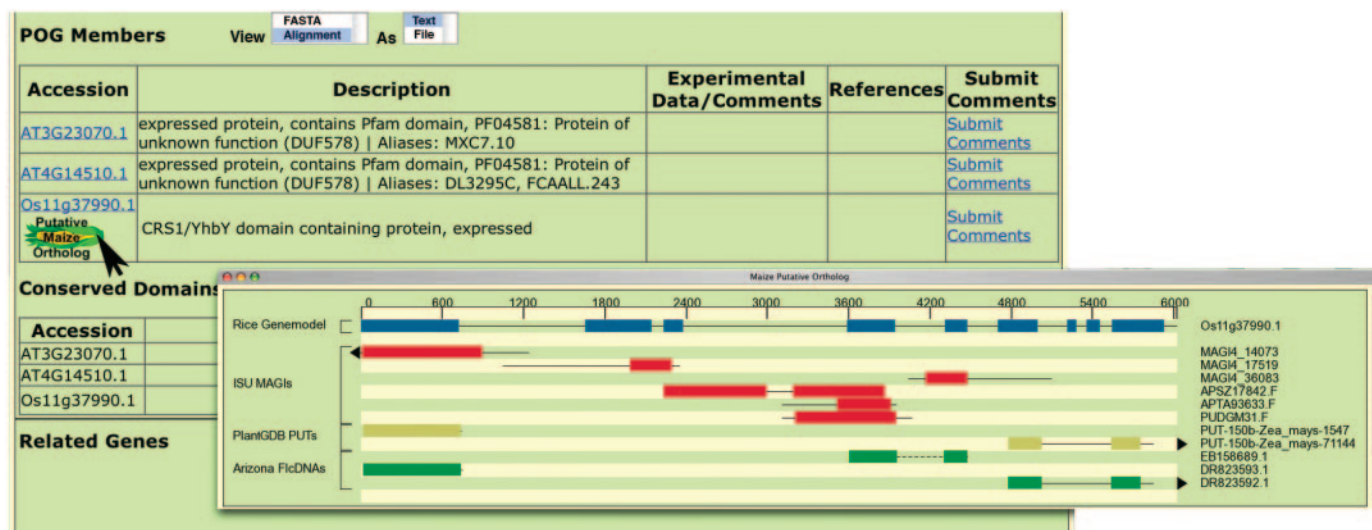 POG Members View FASTA Alignment As Text File
Accession Description Experimental Data/Comments References Submit Comments
AT3G23070.1 expressed protein, contains Pfam domain, PF04581: Protein of
unknown function (DUF578) | Aliases: MXC7.10 Submit Comments
AT4G14510.1 expressed protein, contains Pfam domain, PF04581: Protein of
unknown function (DUF578) | Aliases: DL3295C, FCAALL.243 Submit Comments
Os11g37990.1
Putative
Maize
Ortholog
CRS1/YhbY domain containing protein, expressed Submit Comments
Conserved Domains
Accession
AT3G23070.1
AT4G14510.1
Os11g37990.1
Related Genes
Maize Putative Ortholog
0 600 1200 1800 2400 3000 3600 4200 4800 5400 6000
Rice Genemodel Os11g37990.1
ISU MAGIs
MAGI4_14073
MAGI4_17519
MAGI4_36083
APSZ17842.F
APTA93633.F
PUDGM31.F
PlantGDB PUTs
PUT-150b-Zea_mays-1547
PUT-150b-Zea_mays-71144
Arizona FlcDNAs
EB158689.1
DR823593.1
DR823592.1